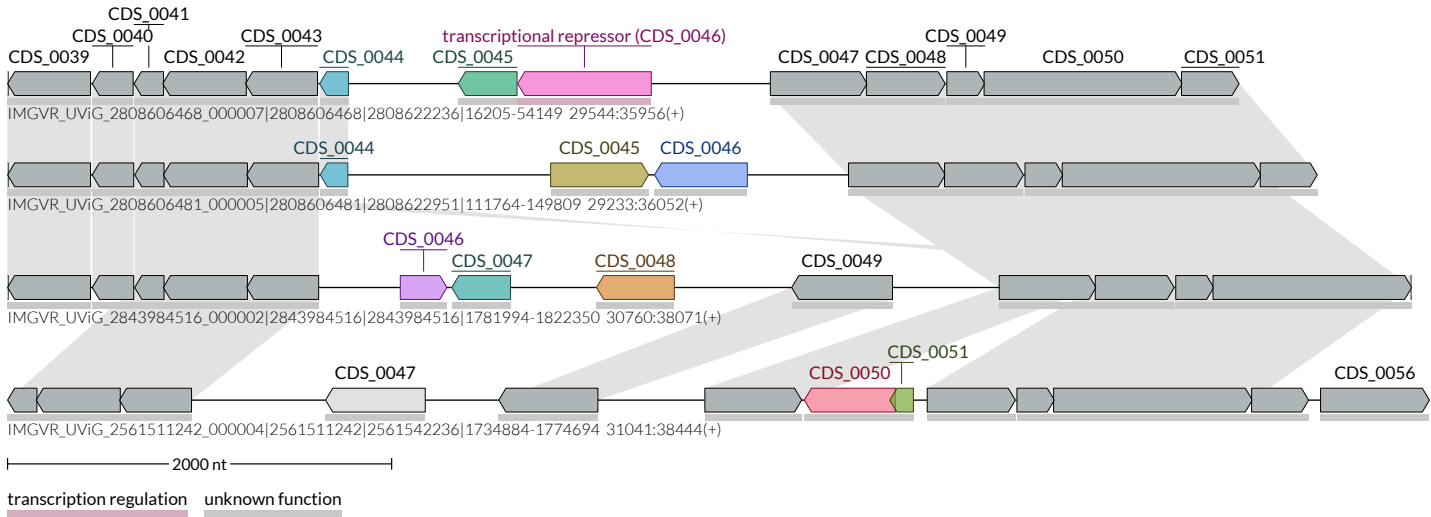 CDS_0041
CDS_0040 CDS_0043 transcriptional repressor (CDS_0046) CDS_0049
CDS_0039 CDS_0042 CDS_0044 CDS_0045 CDS_0047 CDS_0048 CDS_0050 CDS_0051
IMGVR_UViG_2808606468_000007|2808606468|2808622236|16205-54149 29544:35956(+)
CDS_0044 CDS_0045 CDS_0046
IMGVR_UViG_2808606481_000005|2808606481|2808622951|111764-149809 29233:36052(+)
CDS_0046
CDS_0047 CDS_0048 CDS_0049
IMGVR_UViG_2843984516_000002|2843984516|2843984516|1781994-1822350 30760:38071(+)
CDS_0051
CDS_0047 CDS_0050 CDS_0056
IMGVR_UViG_2561511242_000004|2561511242|2561542236|1734884-1774694 31041:38444(+)
2000 nt
transcription regulation unknown function